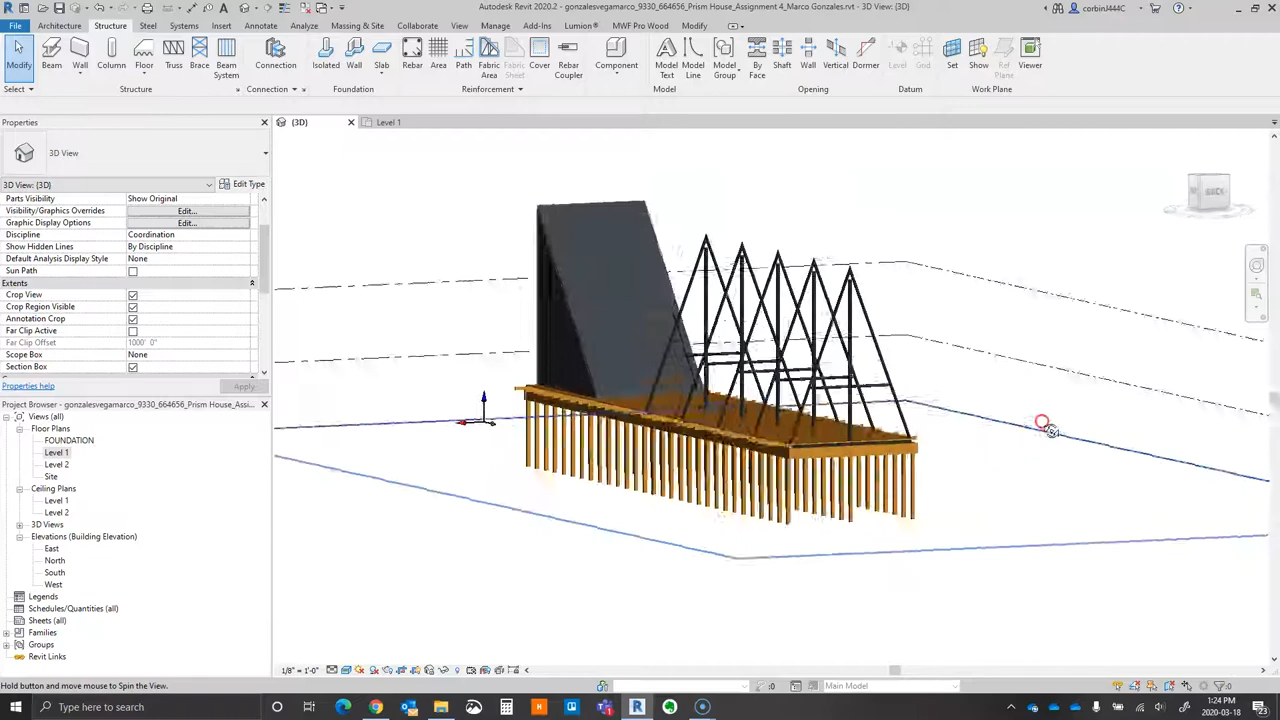 Autodesk Revit 2020.2 - gonzalesvegamarco_9330_664656_Prism House_Assignment 4_Marco Gonzales.rvt - 3D View: {3D}
corbinJ444C
File Architecture Structure Steel Systems Insert Annotate Analyze Massing & Site Collaborate View Manage Add-Ins Lumion® MWF Pro Wood Modify
Modify Beam Wall Column Floor Truss Brace Beam System Connection Isolated Wall Slab Rebar Area Path Fabric Area Fabric Sheet Cover Rebar Coupler Component Model Text Model Line Model Group By Face Shaft Wall Vertical Dormer Level Grid Set Show Ref Plane Viewer
Select Structure Connection Foundation Reinforcement Model Opening Datum Work Plane
Properties
{3D} Level 1
3D View
BACK
3D View: {3D} Edit Type
Parts Visibility Show Original
Visibility/Graphics Overrides Edit...
Graphic Display Options Edit...
Discipline Coordination
Show Hidden Lines By Discipline
Default Analysis Display Style None
Sun Path
Extents
Crop View
Crop Region Visible
Annotation Crop
Far Clip Active
Far Clip Offset 1000' 0"
Scope Box None
Section Box
Properties help Apply
Project Browser - gonzalesvegamarco_9330_664656_Prism House_Assi...
Views (all)
Floor Plans
FOUNDATION
Level 1
Level 2
Site
Ceiling Plans
Level 1
Level 2
3D Views
Elevations (Building Elevation)
East
North
South
West
Legends
Schedules/Quantities (all)
Sheets (all)
Families
Groups
Revit Links
1/8" = 1'-0"
Hold button and move mouse to Spin the View.
:0 Main Model :0
Type here to search
1:24 PM
2020-03-18